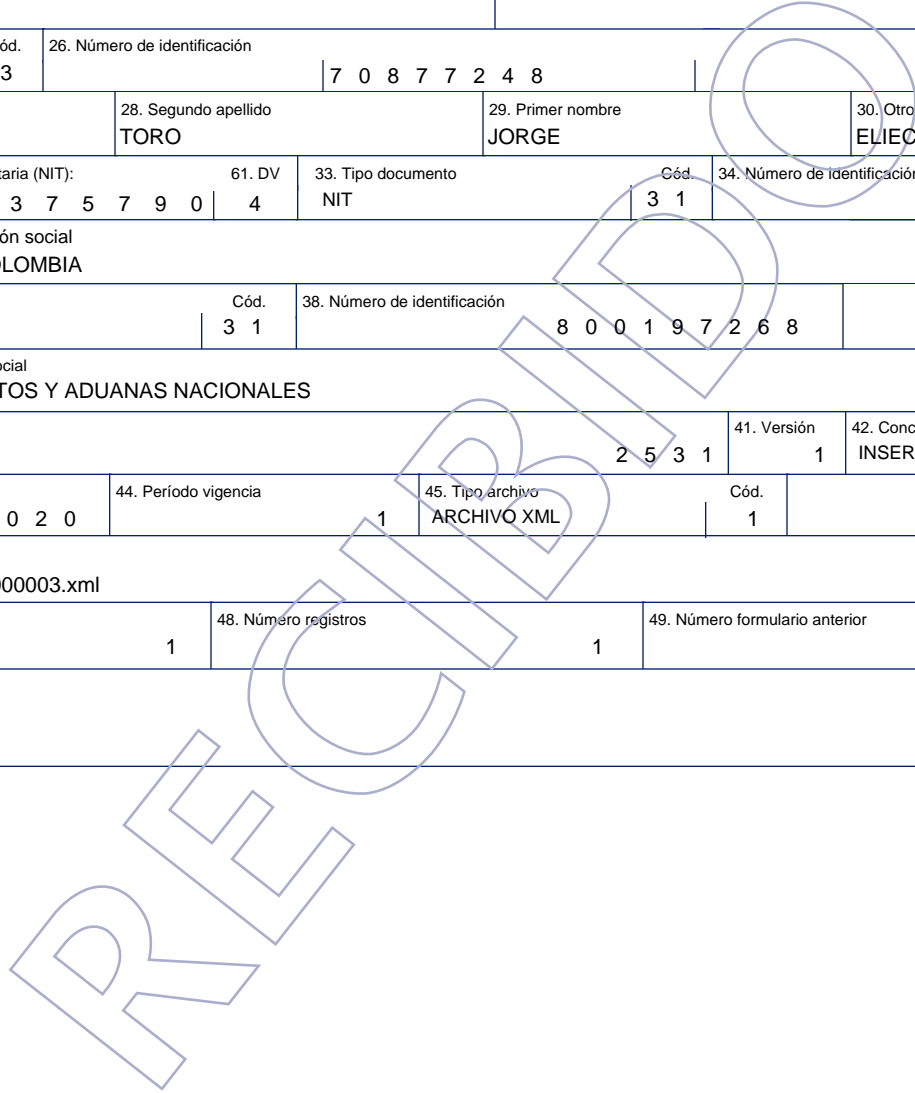 ód. 26. Número de identificación
3 7 0 8 7 7 2 4 8
28. Segundo apellido 29. Primer nombre 30. Otro
TORO JORGE ELIEC
taria (NIT): 61. DV 33. Tipo documento Cód. 34. Número de identificación
3 7 5 7 9 0 4 NIT 3 1
ón social
OLOMBIA
Cód. 38. Número de identificación
3 1 8 0 0 1 9 7 2 6 8
ocial
TOS Y ADUANAS NACIONALES
41. Versión 42. Conc
2 5 3 1 1 INSER
44. Período vigencia 45. Tipo archivo Cód.
0 2 0 1 ARCHIVO XML 1
000003.xml
48. Número registros 49. Número formulario anterior
1 1
RECIBIDO